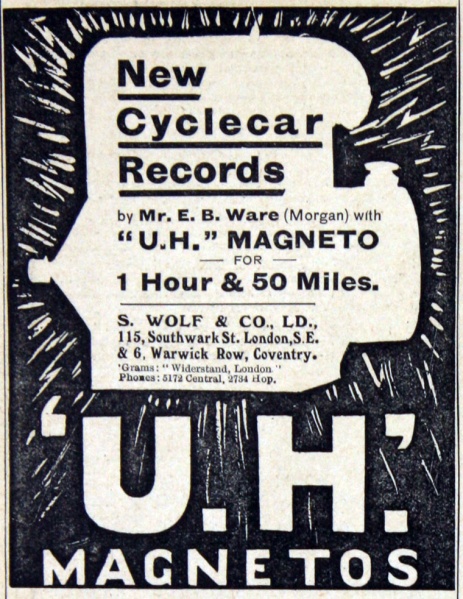 New
Cyclecar
Records
by Mr. E. B. Ware (Morgan) with
"U.H." MAGNETO
— FOR —
1 Hour & 50 Miles.
S. WOLF & CO., LD.,
115, Southwark St. London, S.E.
& 6, Warwick Row, Coventry.
'Grams: "Widerstand, London."
Phones: 5172 Central, 2734 Hop.
'U.H.'
MAGNETOS